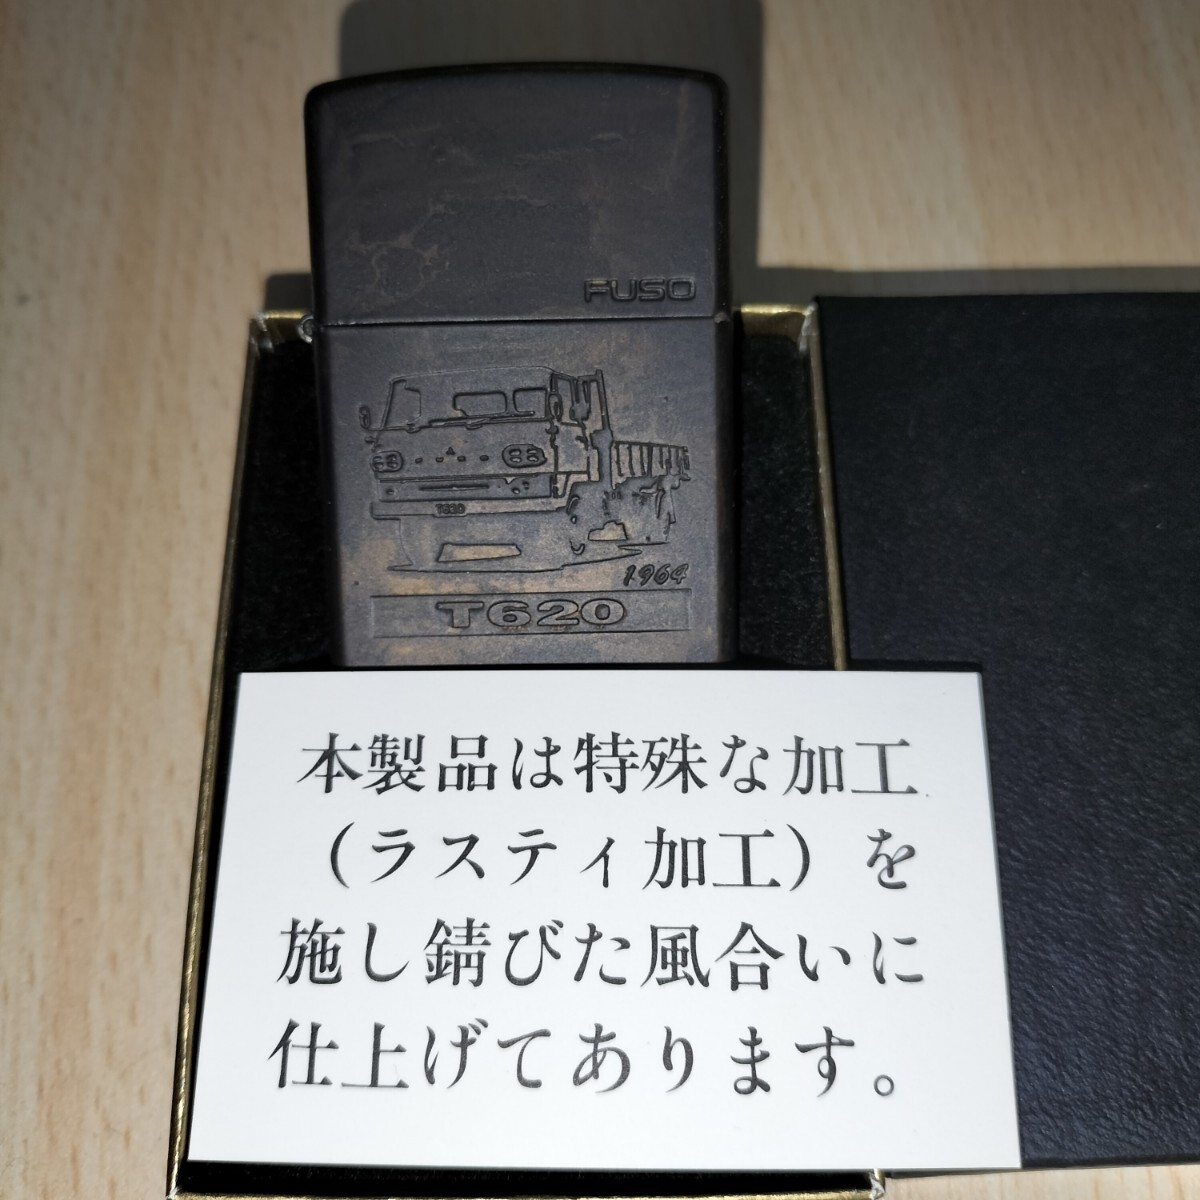 FUSO
T620
1964
T620
本製品は特殊な加工
（ラスティ加工）を
施し錆びた風合いに
仕上げてあります。